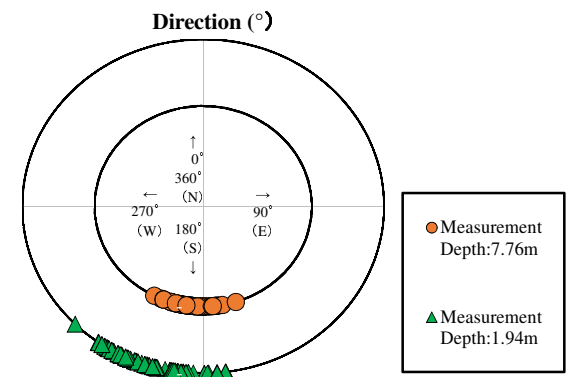 Direction (°)
↑
0°
360°
(N)
← →
270° 90°
(W) (E)
180°
(S)
↓
Measurement
Depth:7.76m
Measurement
Depth:1.94m